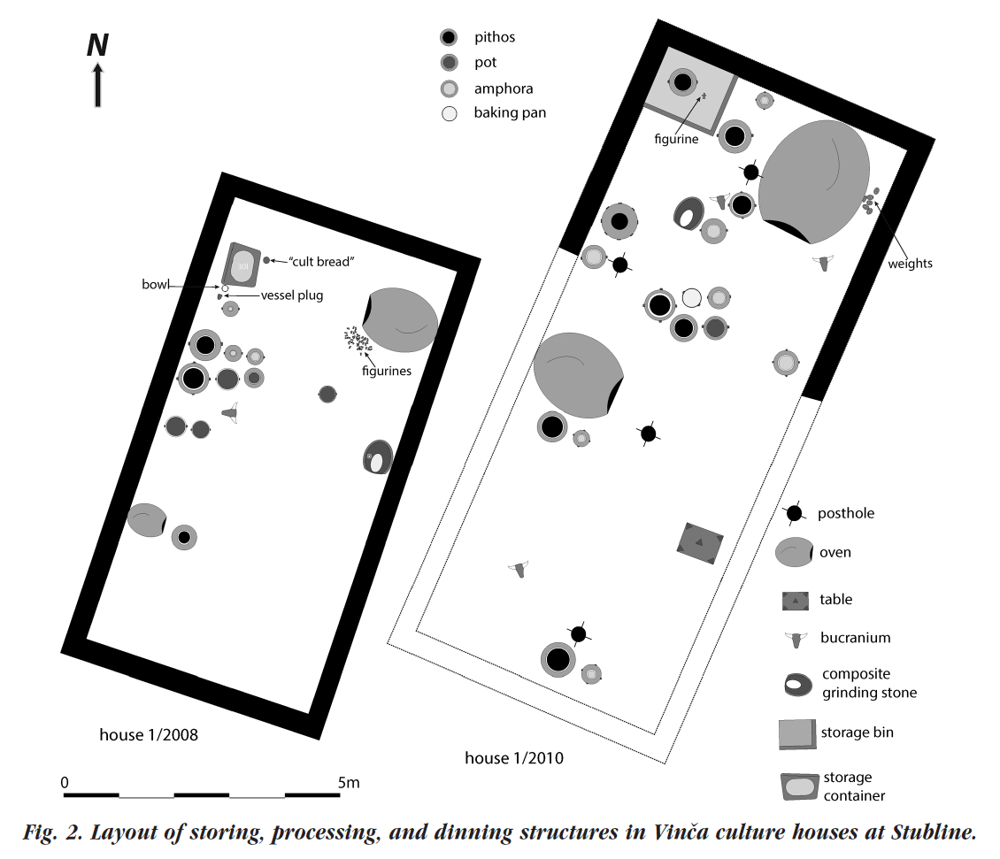 N
pithos
pot
amphora
baking pan
figurine
weights
"cult bread"
301
bowl
vessel plug
figurines
posthole
oven
table
bucranium
composite
grinding stone
storage bin
storage
container
house 1/2008
house 1/2010
0 5m
Fig. 2. Layout of storing, processing, and dinning structures in Vinča culture houses at Stubline.